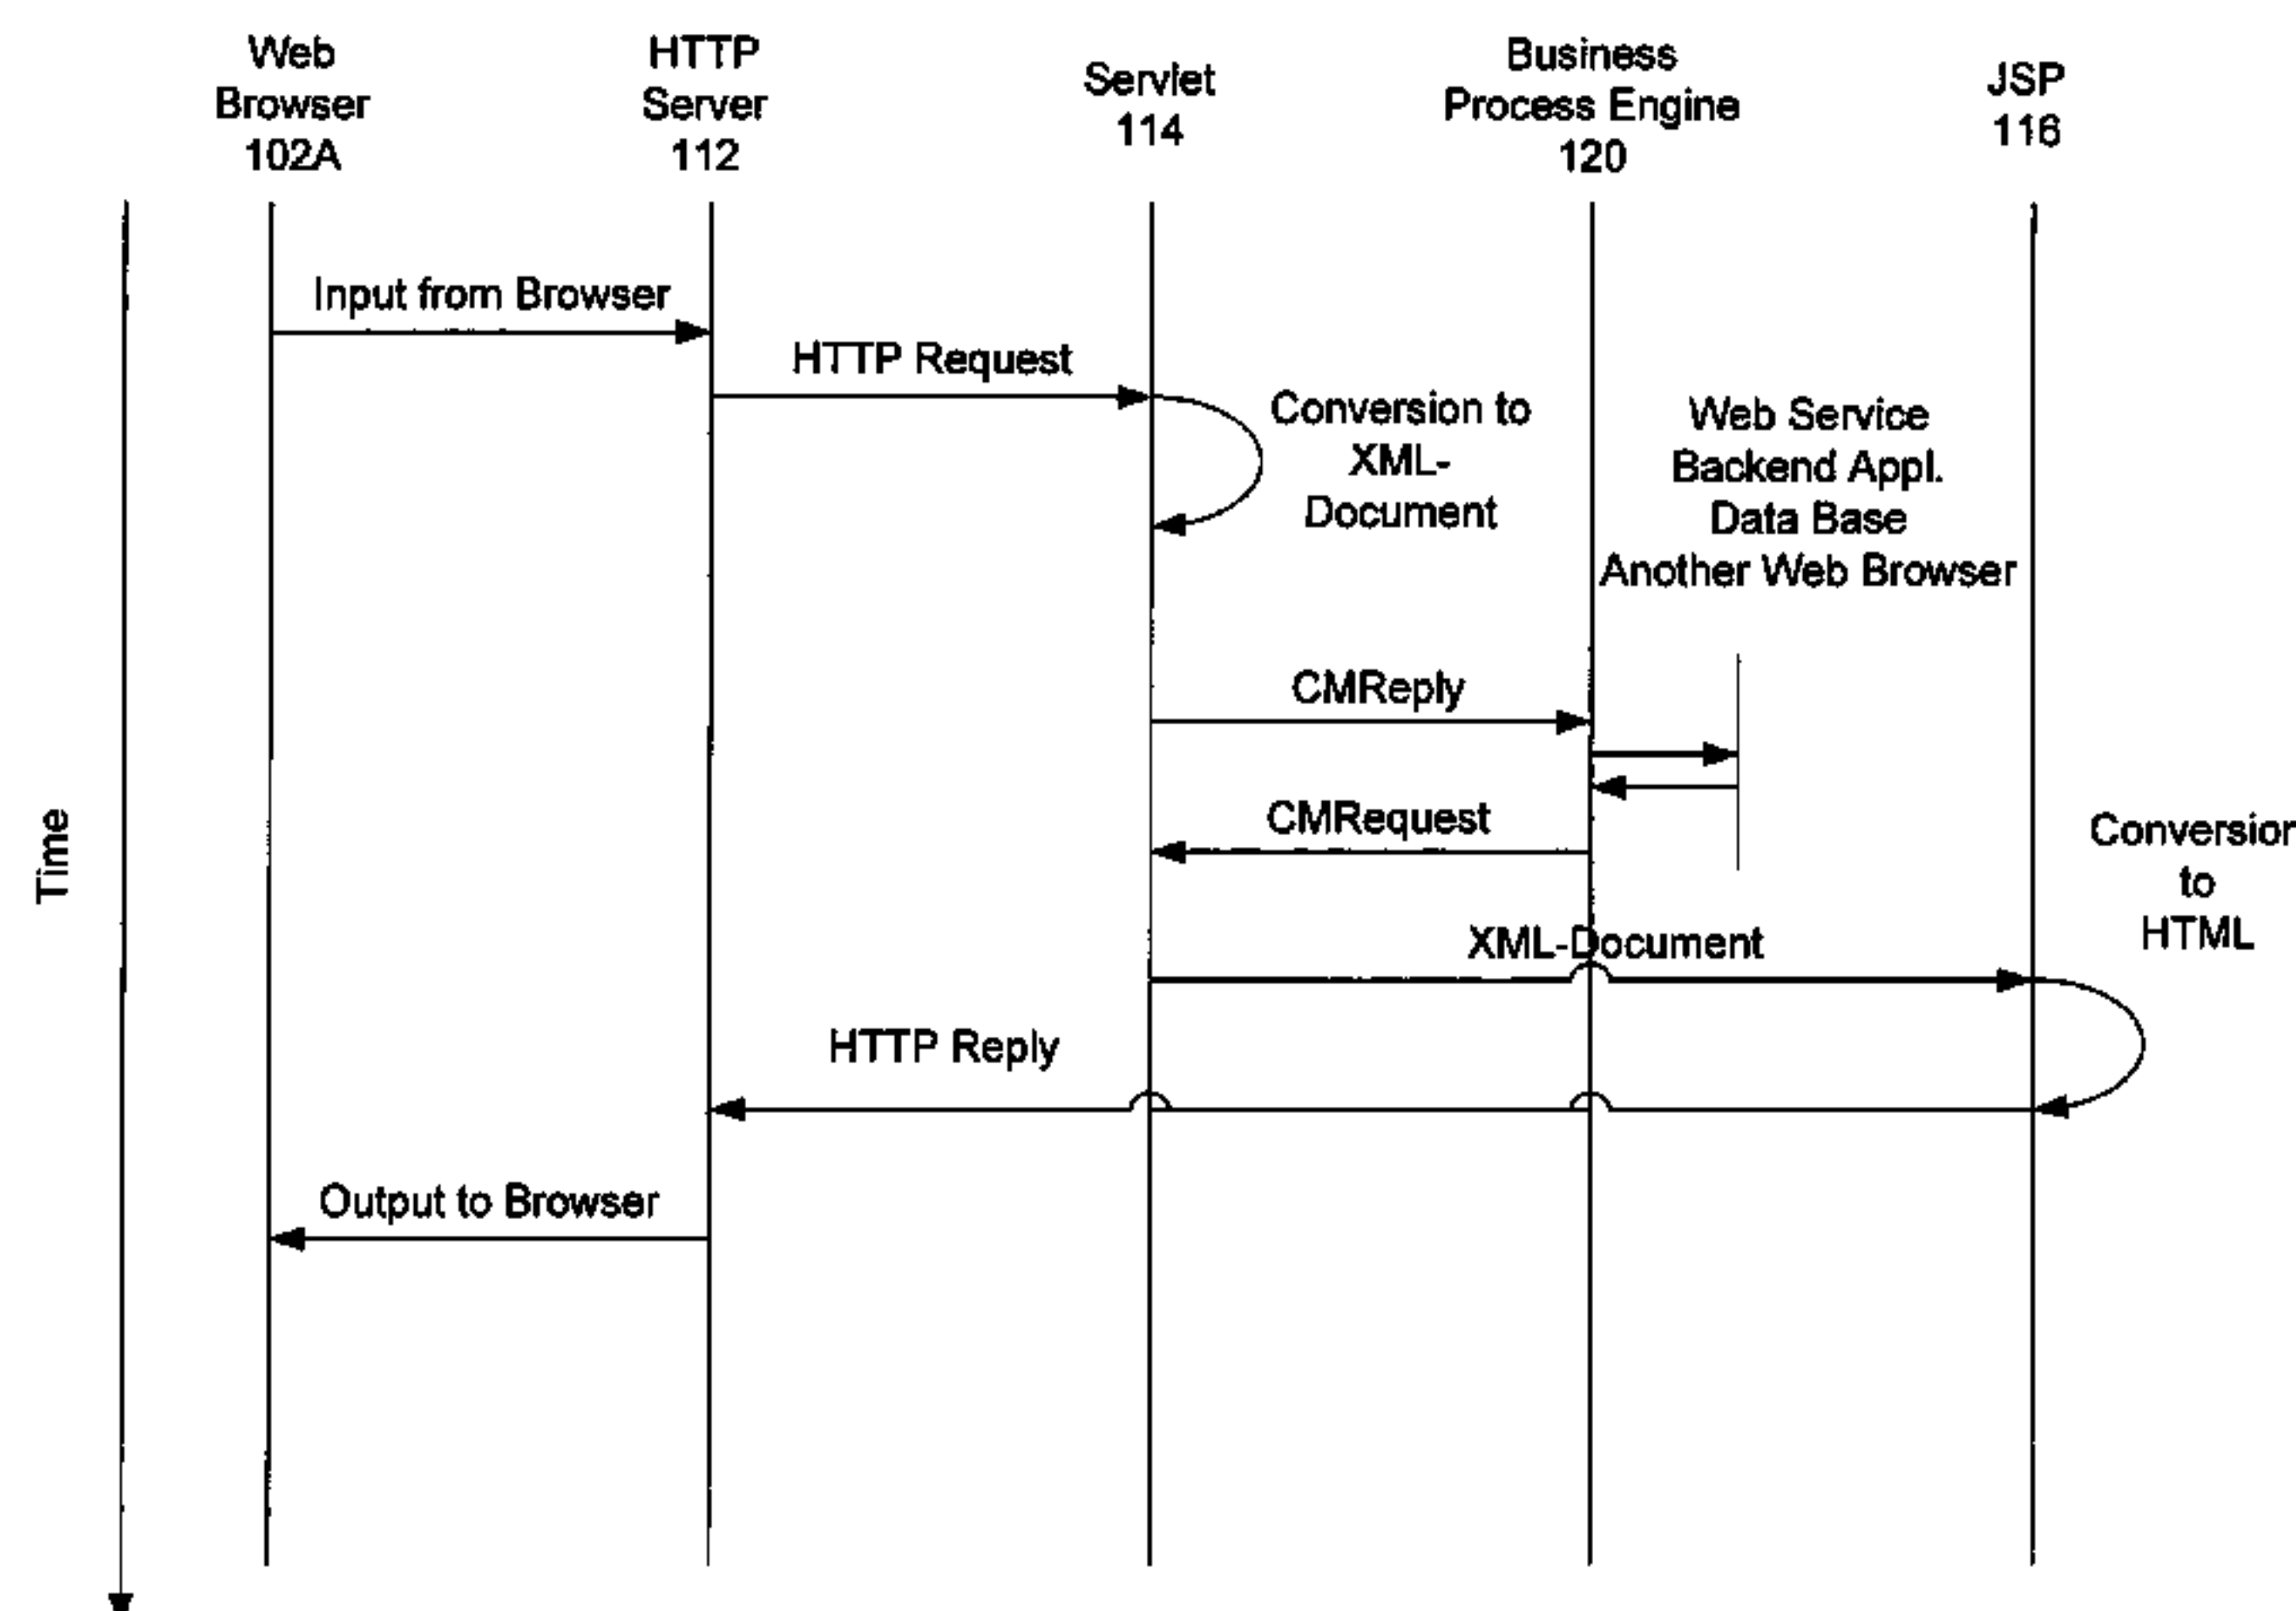 Web
Browser
102A
HTTP
Server
112
Servlet
114
Business
Process Engine
120
JSP
116
Input from Browser
HTTP Request
Conversion to
XML-
Document
Web Service
Backend Appl.
Data Base
Another Web Browser
CMReply
CMRequest
Time
Conversion
to
HTML
XML-Document
HTTP Reply
Output to Browser